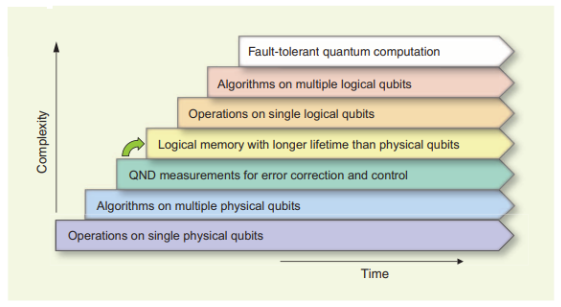 Fault-tolerant quantum computation
Algorithms on multiple logical qubits
Operations on single logical qubits
Logical memory with longer lifetime than physical qubits
QND measurements for error correction and control
Algorithms on multiple physical qubits
Operations on single physical qubits
Complexity
Time